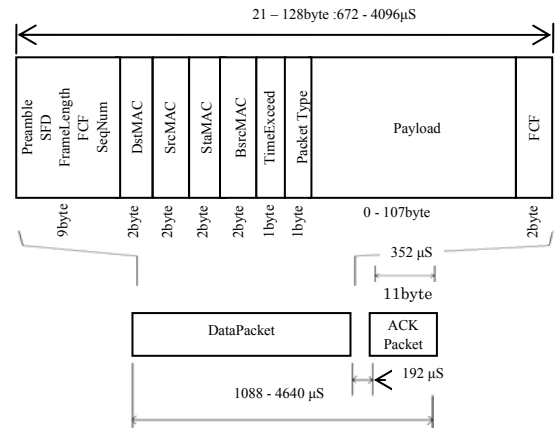 21 – 128byte :672 - 4096μS
Preamble
SFD
FrameLength
FCF
SeqNum
DstMAC
SrcMAC
StaMAC
BsrcMAC
TimeExceed
Packet Type
Payload
FCF
9byte
2byte
2byte
2byte
2byte
1byte
1byte
0 - 107byte
2byte
352 μS
11byte
DataPacket
ACK
Packet
192 μS
1088 - 4640 μS